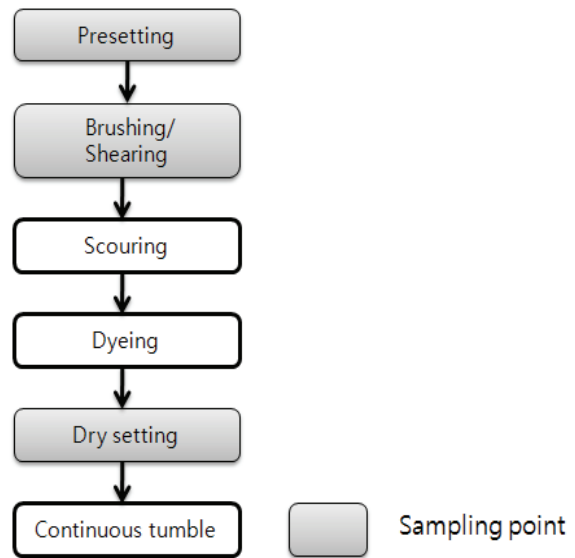 Presetting
Brushing/
Shearing
Scouring
Dyeing
Dry setting
Continuous tumble
Sampling point